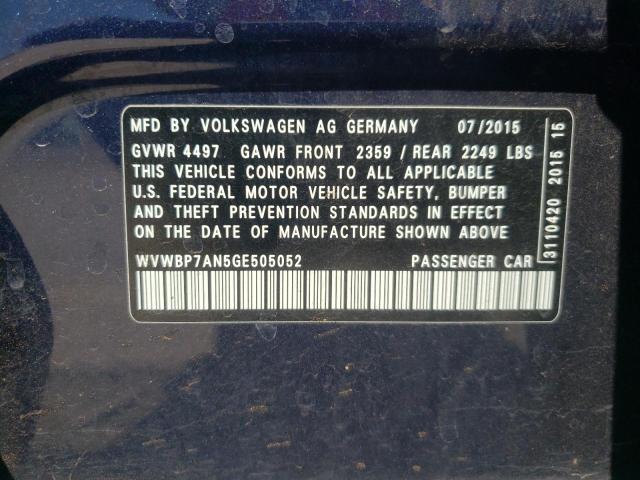 MFD BY VOLKSWAGEN AG GERMANY 07/2015
GVWR 4497 GAWR FRONT 2359 / REAR 2249 LBS
THIS VEHICLE CONFORMS TO ALL APPLICABLE
U.S. FEDERAL MOTOR VEHICLE SAFETY, BUMPER
AND THEFT PREVENTION STANDARDS IN EFFECT
ON THE DATE OF MANUFACTURE SHOWN ABOVE
WVWBP7AN5GE505052 PASSENGER CAR
3110420 2015 15